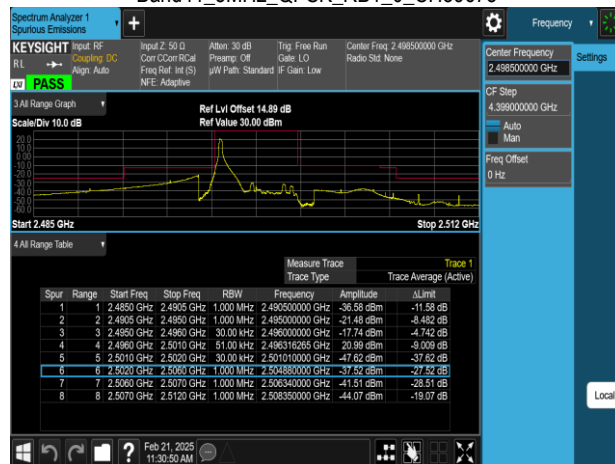 Spectrum Analyzer 1
Spurious Emissions
Frequency
KEYSIGHT
Input: RF
Coupling: DC
Align: Auto
Input Z: 50 Ω
Corr CCorr RCal
Freq Ref: Int (S)
NFE: Adaptive
Atten: 30 dB
Preamp: Off
µW Path: Standard
Trig: Free Run
Gate: LO
IF Gain: Low
Center Freq: 2.498500000 GHz
Radio Std: None
RL
LXI PASS
Center Frequency
2.498500000 GHz
Settings
CF Step
4.399000000 GHz
Auto
Man
Freq Offset
0 Hz
3 All Range Graph
Scale/Div 10.0 dB
Ref Lvl Offset 14.89 dB
Ref Value 30.00 dBm
20.0
10.0
0.00
-10.0
-20.0
-30.0
-40.0
-50.0
-60.0
Start 2.485 GHz
Stop 2.512 GHz
4 All Range Table
Measure Trace Trace 1
Trace Type Trace Average (Active)
Spur Range Start Freq Stop Freq RBW Frequency Amplitude ΔLimit
1 1 2.4850 GHz 2.4905 GHz 1.000 MHz 2.490500000 GHz -36.58 dBm -11.58 dB
2 2 2.4905 GHz 2.4950 GHz 1.000 MHz 2.495000000 GHz -21.48 dBm -8.482 dB
3 3 2.4950 GHz 2.4960 GHz 30.00 kHz 2.496000000 GHz -17.74 dBm -4.742 dB
4 4 2.4960 GHz 2.5010 GHz 51.00 kHz 2.496316265 GHz 20.99 dBm -9.009 dB
5 5 2.5010 GHz 2.5020 GHz 30.00 kHz 2.501010000 GHz -47.62 dBm -37.62 dB
6 6 2.5020 GHz 2.5060 GHz 1.000 MHz 2.504880000 GHz -37.52 dBm -27.52 dB
7 7 2.5060 GHz 2.5070 GHz 1.000 MHz 2.506340000 GHz -41.51 dBm -28.51 dB
8 8 2.5070 GHz 2.5120 GHz 1.000 MHz 2.508350000 GHz -44.07 dBm -19.07 dB
Local
Feb 21, 2025
11:30:50 AM